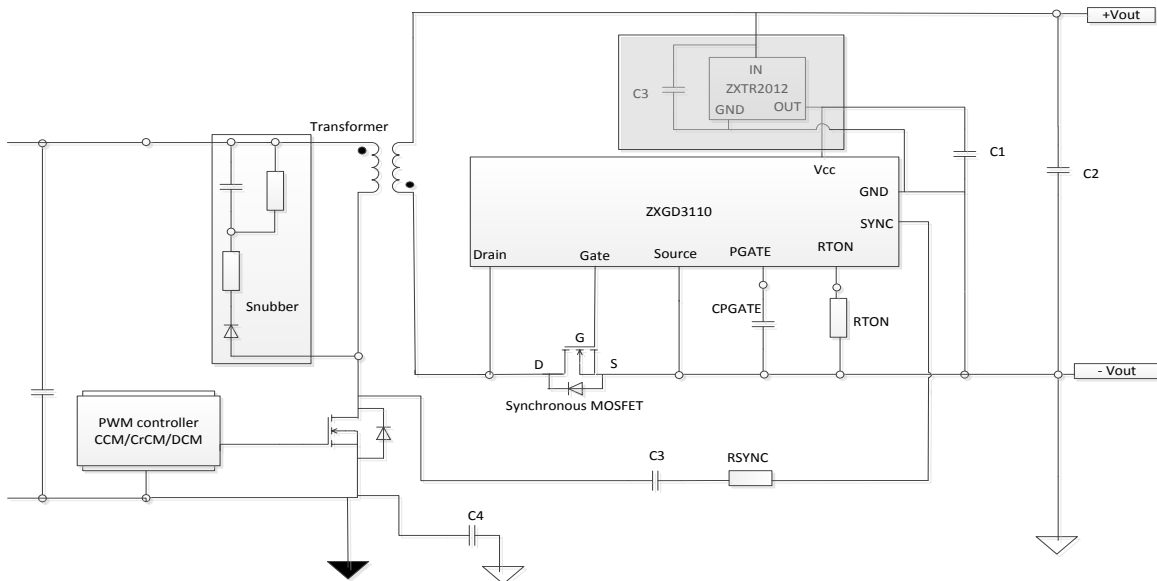 +Vout
IN
ZXTR2012
C3
GND
OUT
Transformer
C1
Vcc
C2
GND
ZXGD3110
SYNC
Drain
Gate
Source
PGATE
RTON
Snubber
CPGATE
RTON
G
D
S
- Vout
Synchronous MOSFET
PWM controller
CCM/CrCM/DCM
C3
RSYNC
C4